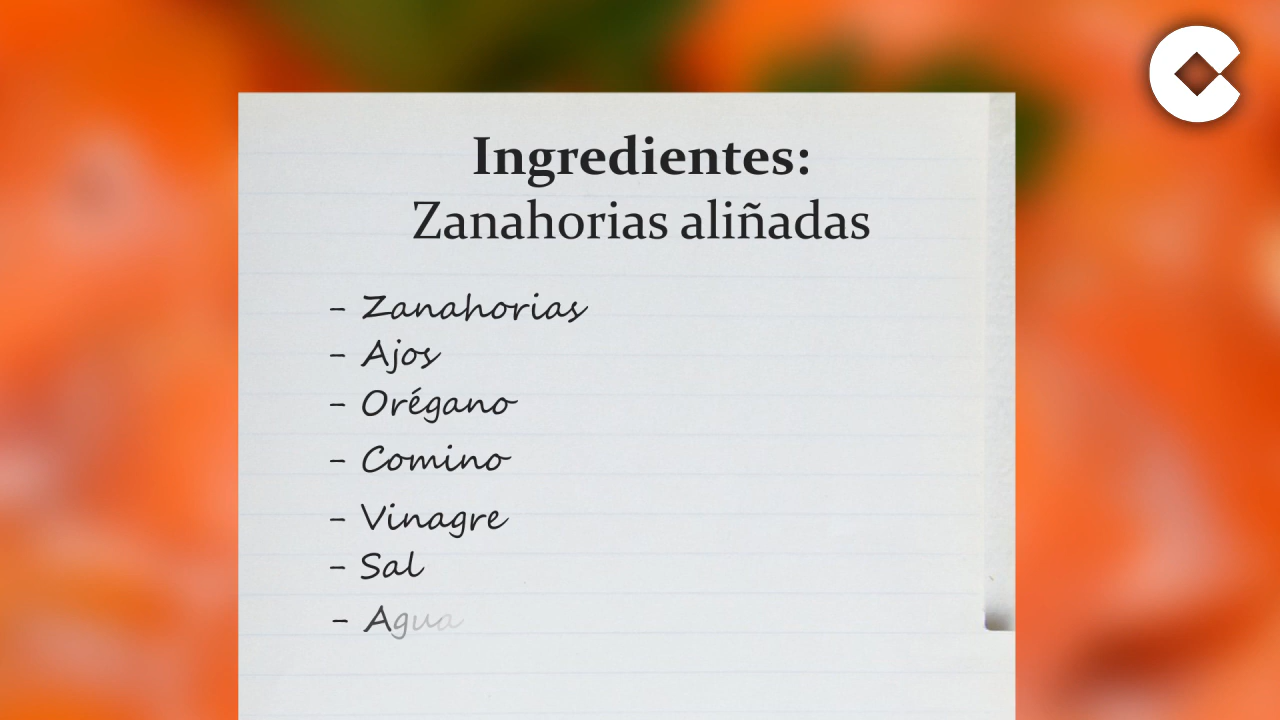 Ingredientes:
Zanahorias aliñadas
- Zanahorias
- Ajos
- Orégano
- Comino
- Vinagre
- Sal
- Agua